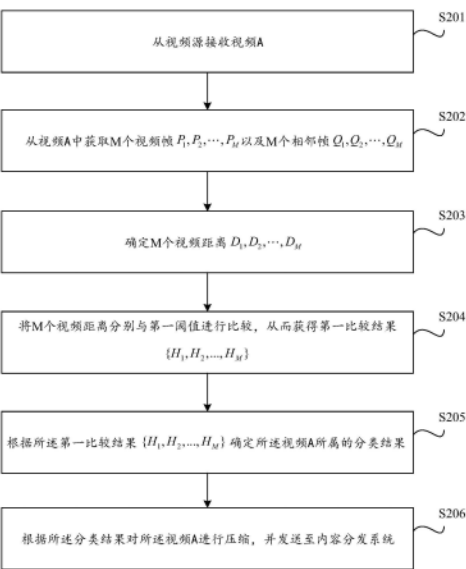 S201
从视频源接收视频A
S202
从视频A中获取M个视频帧 P₁,P₂,⋯,P_M 以及M个相邻帧 Q₁,Q₂,⋯,Q_M
S203
确定M个视频距离 D₁,D₂,⋯,D_M
S204
将M个视频距离分别与第一阈值进行比较，从而获得第一比较结果
{H₁,H₂,...,H_M}
S205
根据所述第一比较结果 {H₁,H₂,...,H_M} 确定所述视频A所属的分类结果
S206
根据所述分类结果对所述视频A进行压缩，并发送至内容分发系统